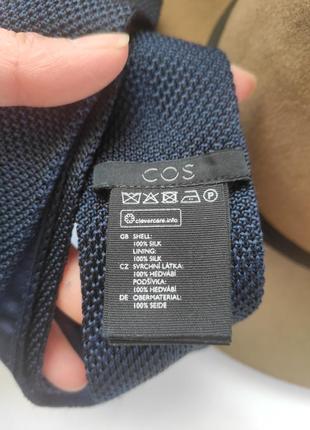 COS
P
clevercare.info
GB SHELL:
100% SILK
LINING:
100% SILK
CZ SVRCHNÍ LÁTKA:
100% HEDVÁBÍ
PODŠÍVKA:
100% HEDVÁBÍ
DE OBERMATERIAL:
100% SEIDE